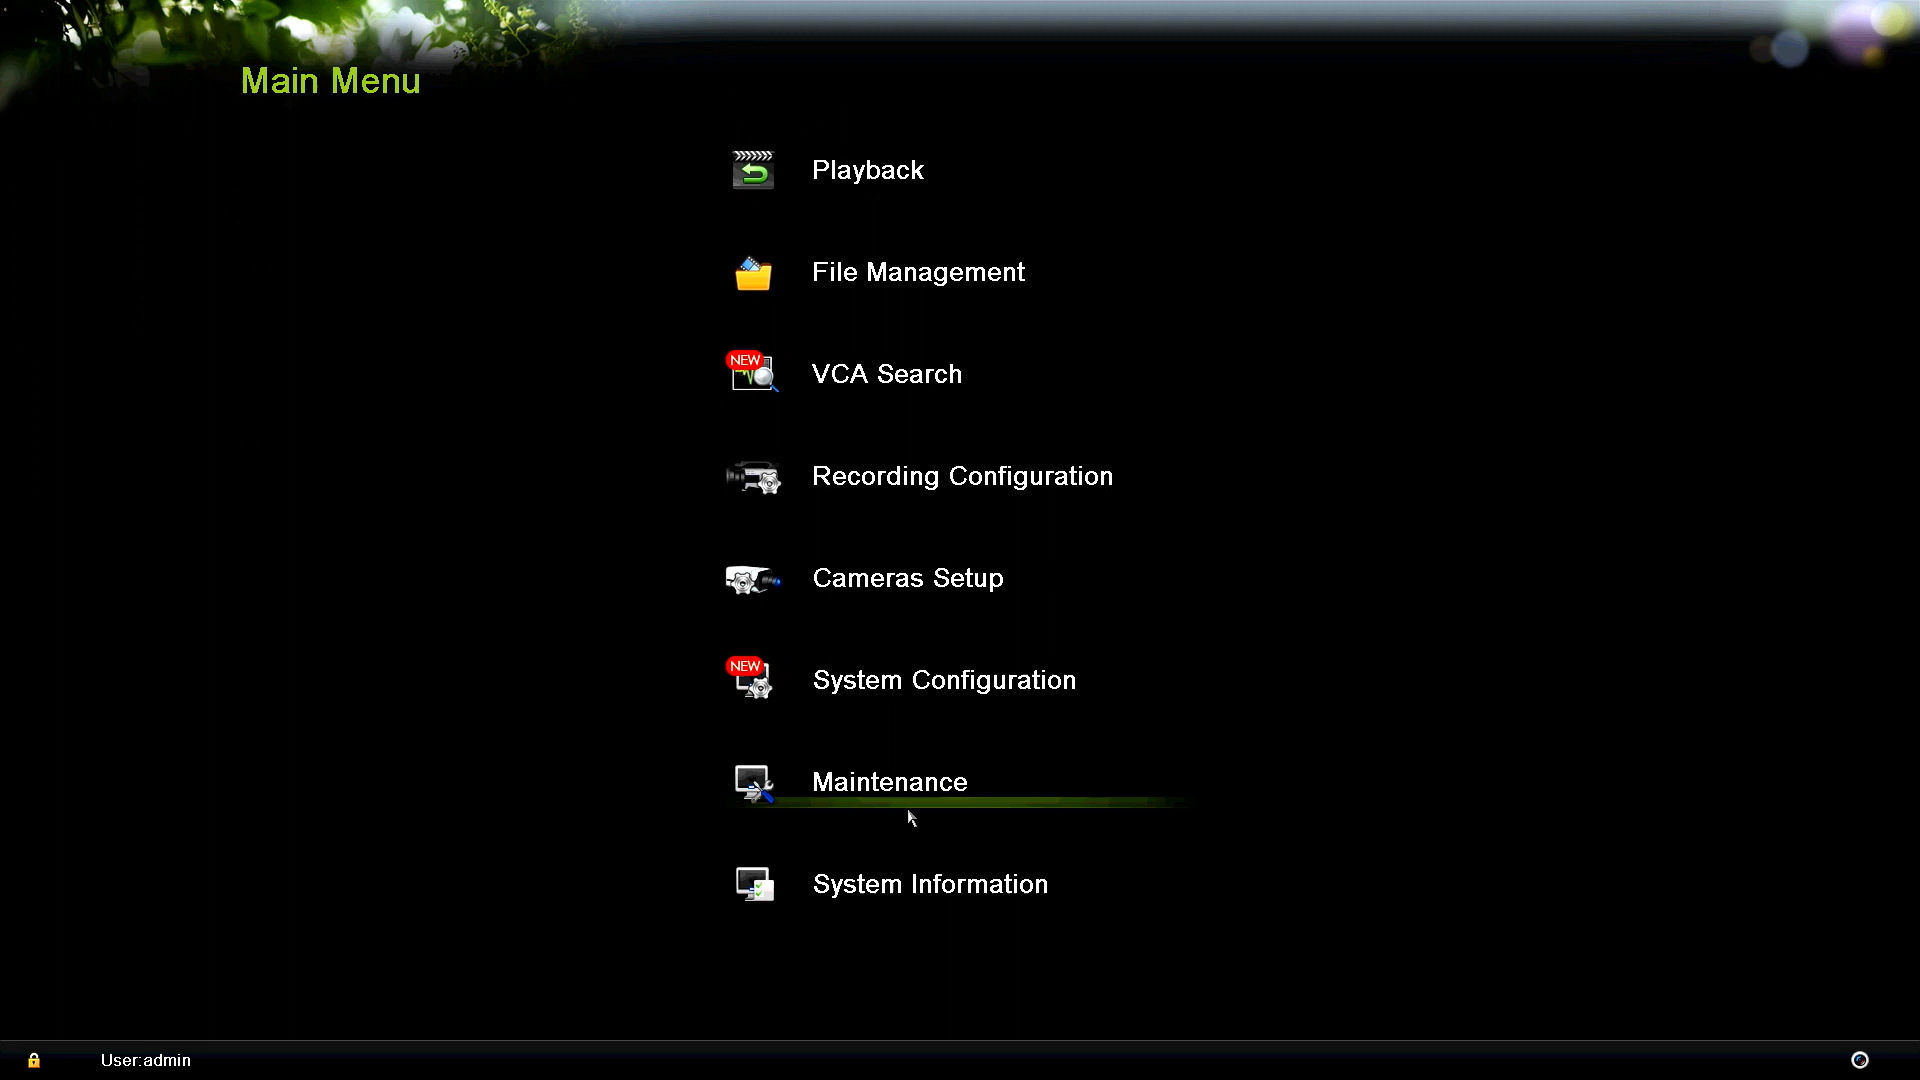 Main Menu
Playback
File Management
NEW
VCA Search
Recording Configuration
Cameras Setup
NEW
System Configuration
Maintenance
System Information
User:admin